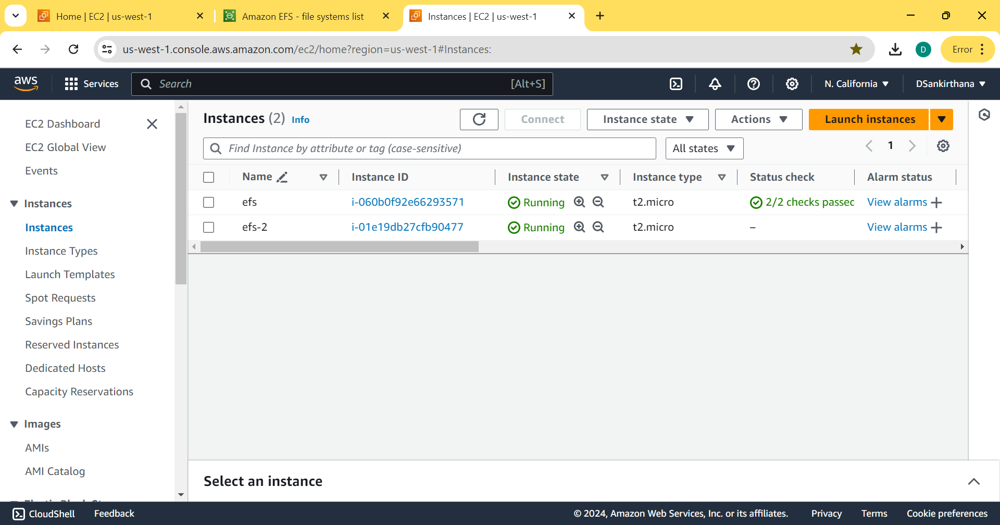 Home | EC2 | us-west-1
Amazon EFS - file systems list
Instances | EC2 | us-west-1
us-west-1.console.aws.amazon.com/ec2/home?region=us-west-1#Instances:
D
Error
aws
Services
Search
[Alt+S]
N. California
DSankirthana
EC2 Dashboard
EC2 Global View
Events
Instances
Instances
Instance Types
Launch Templates
Spot Requests
Savings Plans
Reserved Instances
Dedicated Hosts
Capacity Reservations
Images
AMIs
AMI Catalog
Instances (2) Info
Connect
Instance state
Actions
Launch instances
Find Instance by attribute or tag (case-sensitive)
All states
1
Name Instance ID Instance state Instance type Status check Alarm status
efs i-060b0f92e66293571 Running t2.micro 2/2 checks passec View alarms
efs-2 i-01e19db27cfb90477 Running t2.micro – View alarms
Select an instance
CloudShell Feedback
© 2024, Amazon Web Services, Inc. or its affiliates. Privacy Terms Cookie preferences